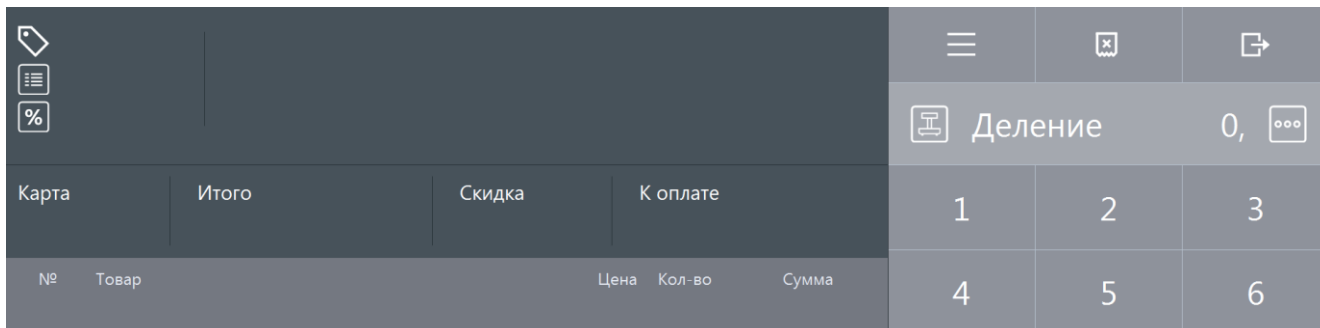 %
Деление 0,
Карта Итого Скидка К оплате
1 2 3
№ Товар Цена Кол-во Сумма
4 5 6